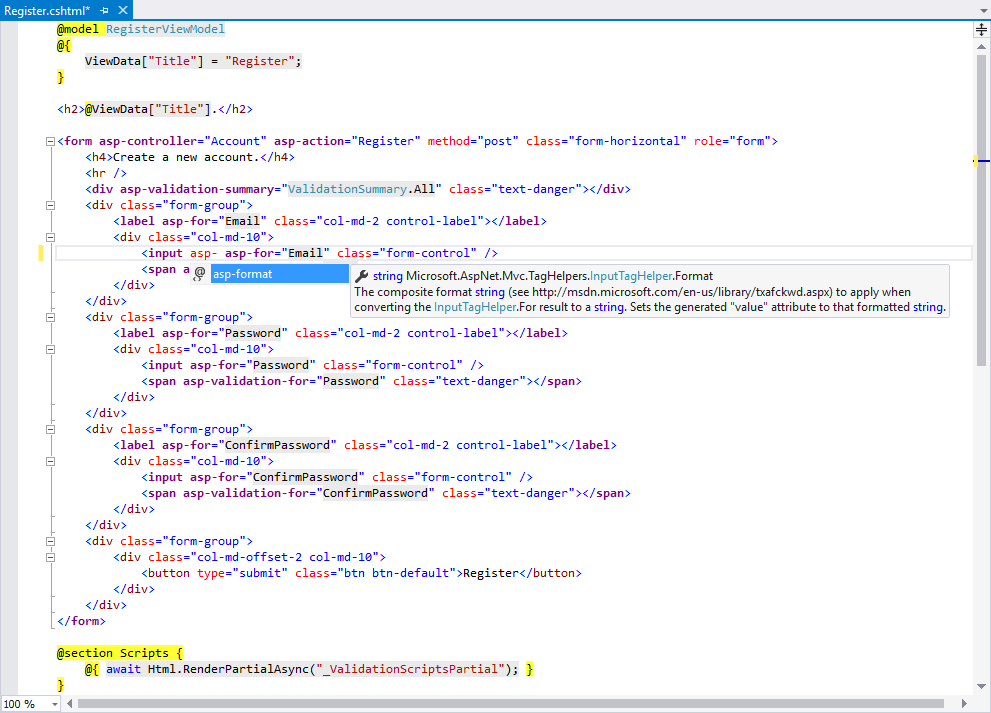 Register.cshtml*
@model RegisterViewModel
@{
ViewData["Title"] = "Register";
}
<h2>@ViewData["Title"].</h2>
<form asp-controller="Account" asp-action="Register" method="post" class="form-horizontal" role="form">
<h4>Create a new account.</h4>
<hr />
<div asp-validation-summary="ValidationSummary.All" class="text-danger"></div>
<div class="form-group">
<label asp-for="Email" class="col-md-2 control-label"></label>
<div class="col-md-10">
<input asp- asp-for="Email" class="form-control" />
<span a
asp-format
string Microsoft.AspNet.Mvc.TagHelpers.InputTagHelper.Format
The composite format string (see http://msdn.microsoft.com/en-us/library/txafckwd.aspx) to apply when
converting the InputTagHelper.For result to a string. Sets the generated "value" attribute to that formatted string.
</div>
</div>
<div class="form-group">
<label asp-for="Password" class="col-md-2 control-label"></label>
<div class="col-md-10">
<input asp-for="Password" class="form-control" />
<span asp-validation-for="Password" class="text-danger"></span>
</div>
</div>
<div class="form-group">
<label asp-for="ConfirmPassword" class="col-md-2 control-label"></label>
<div class="col-md-10">
<input asp-for="ConfirmPassword" class="form-control" />
<span asp-validation-for="ConfirmPassword" class="text-danger"></span>
</div>
</div>
<div class="form-group">
<div class="col-md-offset-2 col-md-10">
<button type="submit" class="btn btn-default">Register</button>
</div>
</div>
</form>
@section Scripts {
@{ await Html.RenderPartialAsync("_ValidationScriptsPartial"); }
}
100 %